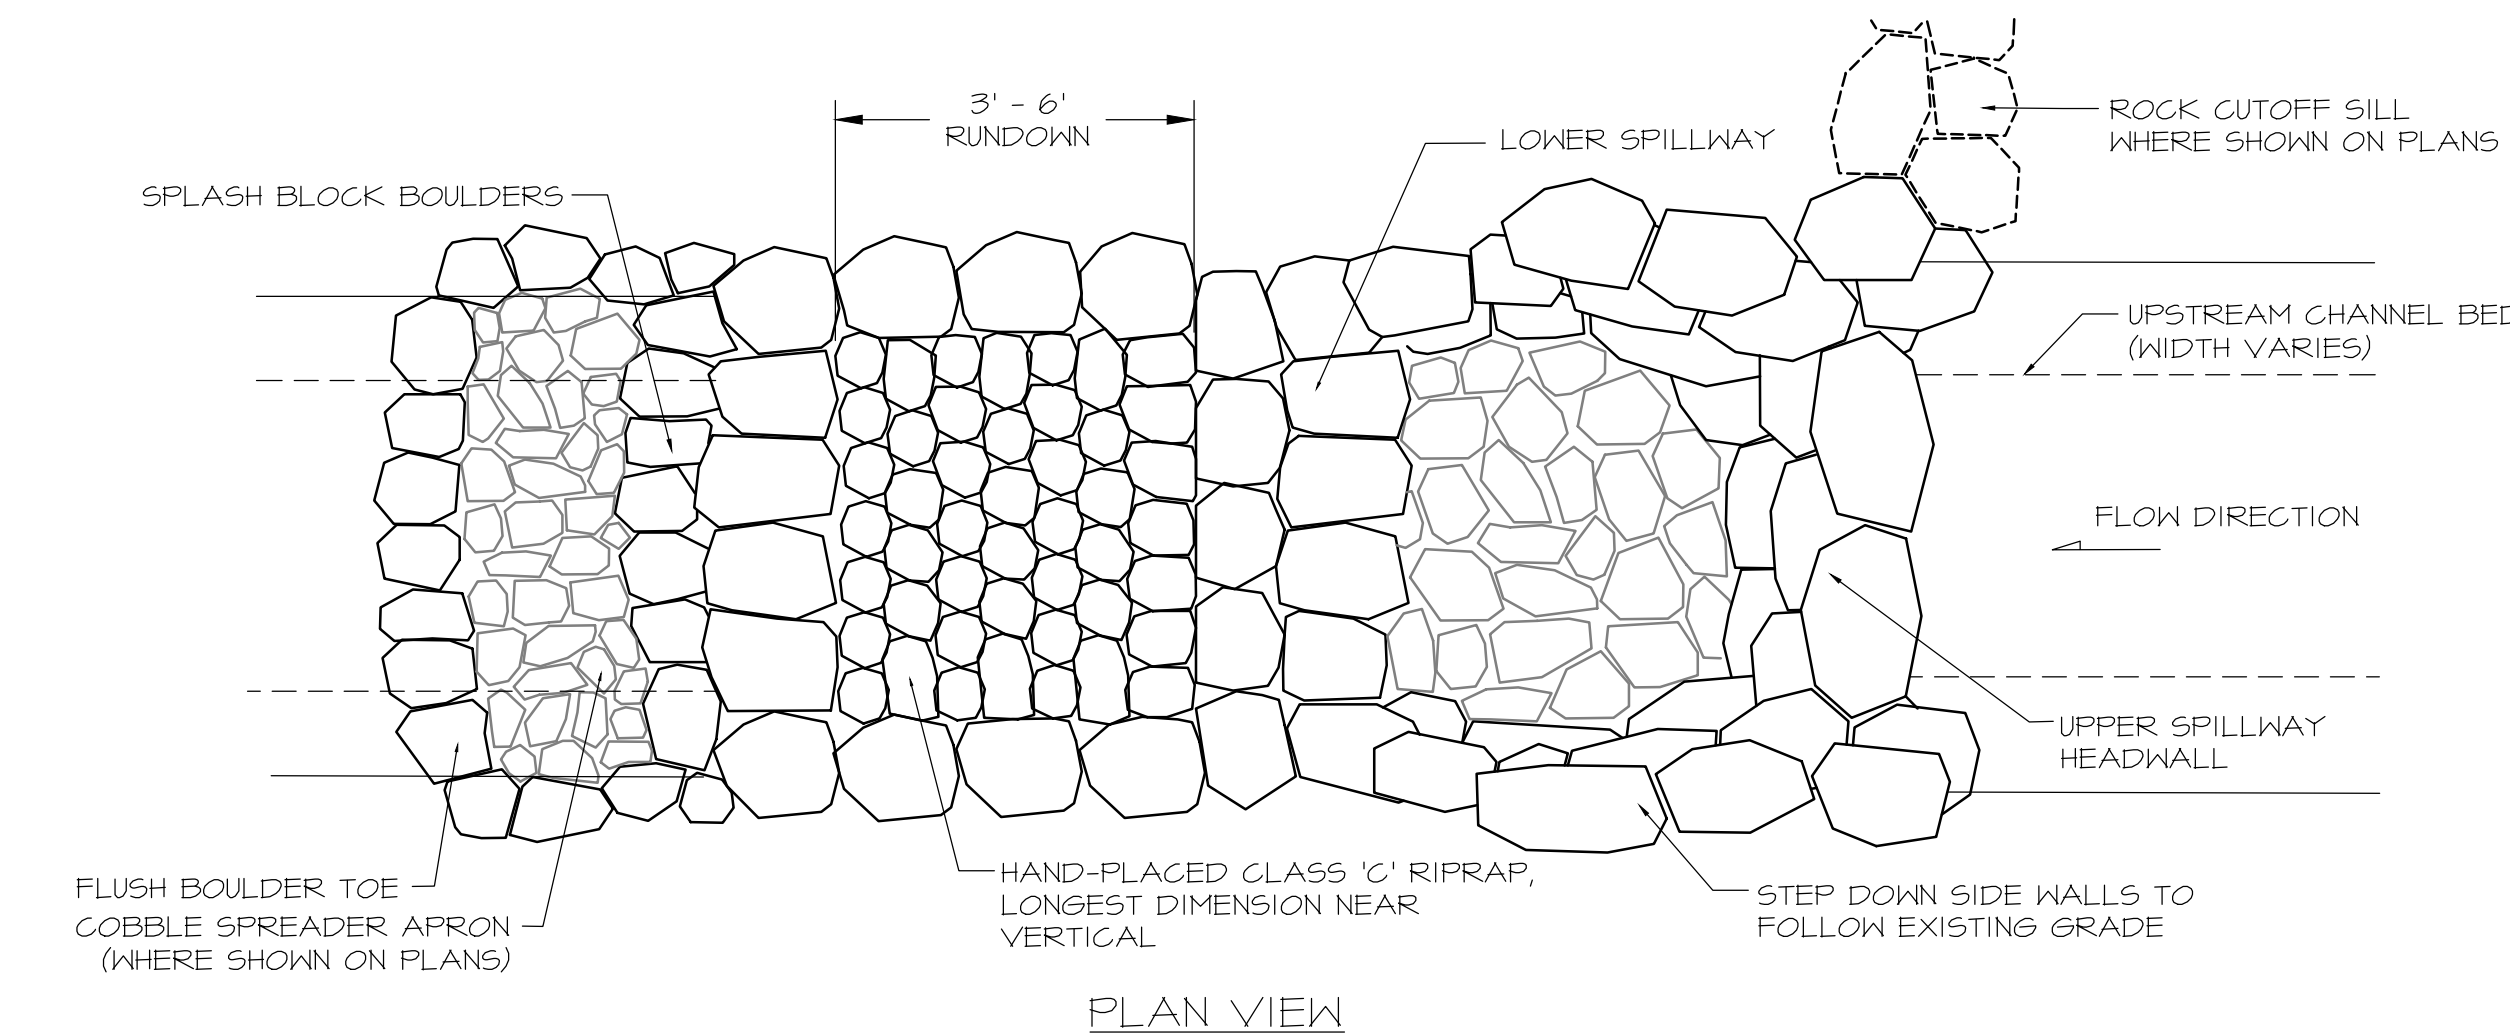 3' - 6'
RUNDOWN
ROCK CUTOFF SILL
WHERE SHOWN ON PLANS
LOWER SPILLWAY
SPLASH BLOCK BOULDERS
UPSTREAM CHANNEL BED
(WIDTH VARIES)
FLOW DIRECTION
UPPER SPILLWAY
HEADWALL
HAND-PLACED CLASS 'C' RIPRAP,
LONGEST DIMENSION NEAR
VERTICAL
STEP DOWN SIDE WALLS TO
FOLLOW EXISTING GRADE
FLUSH BOULDER TOE
COBBLE SPREADER APRON
(WHERE SHOWN ON PLANS)
PLAN VIEW